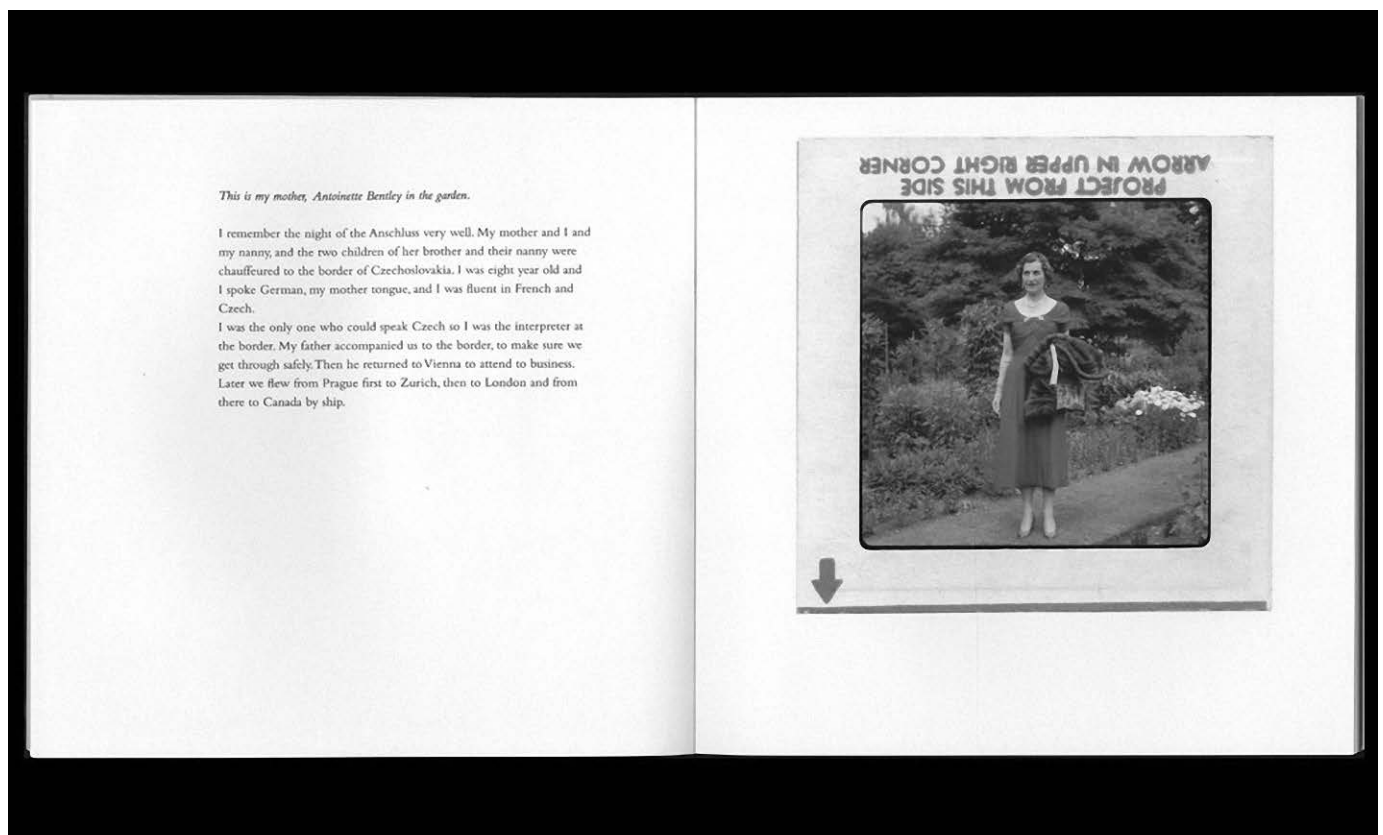 This is my mother, Antoinette Bentley in the garden.
I remember the night of the Anschluss very well. My mother and I and
my nanny, and the two children of her brother and their nanny were
chauffeured to the border of Czechoslovakia. I was eight year old and
I spoke German, my mother tongue, and I was fluent in French and
Czech.
I was the only one who could speak Czech so I was the interpreter at
the border. My father accompanied us to the border, to make sure we
get through safely. Then he returned to Vienna to attend to business.
Later we flew from Prague first to Zurich, then to London and from
there to Canada by ship.
PROJECT FROM THIS SIDE
ARROW IN UPPER RIGHT CORNER